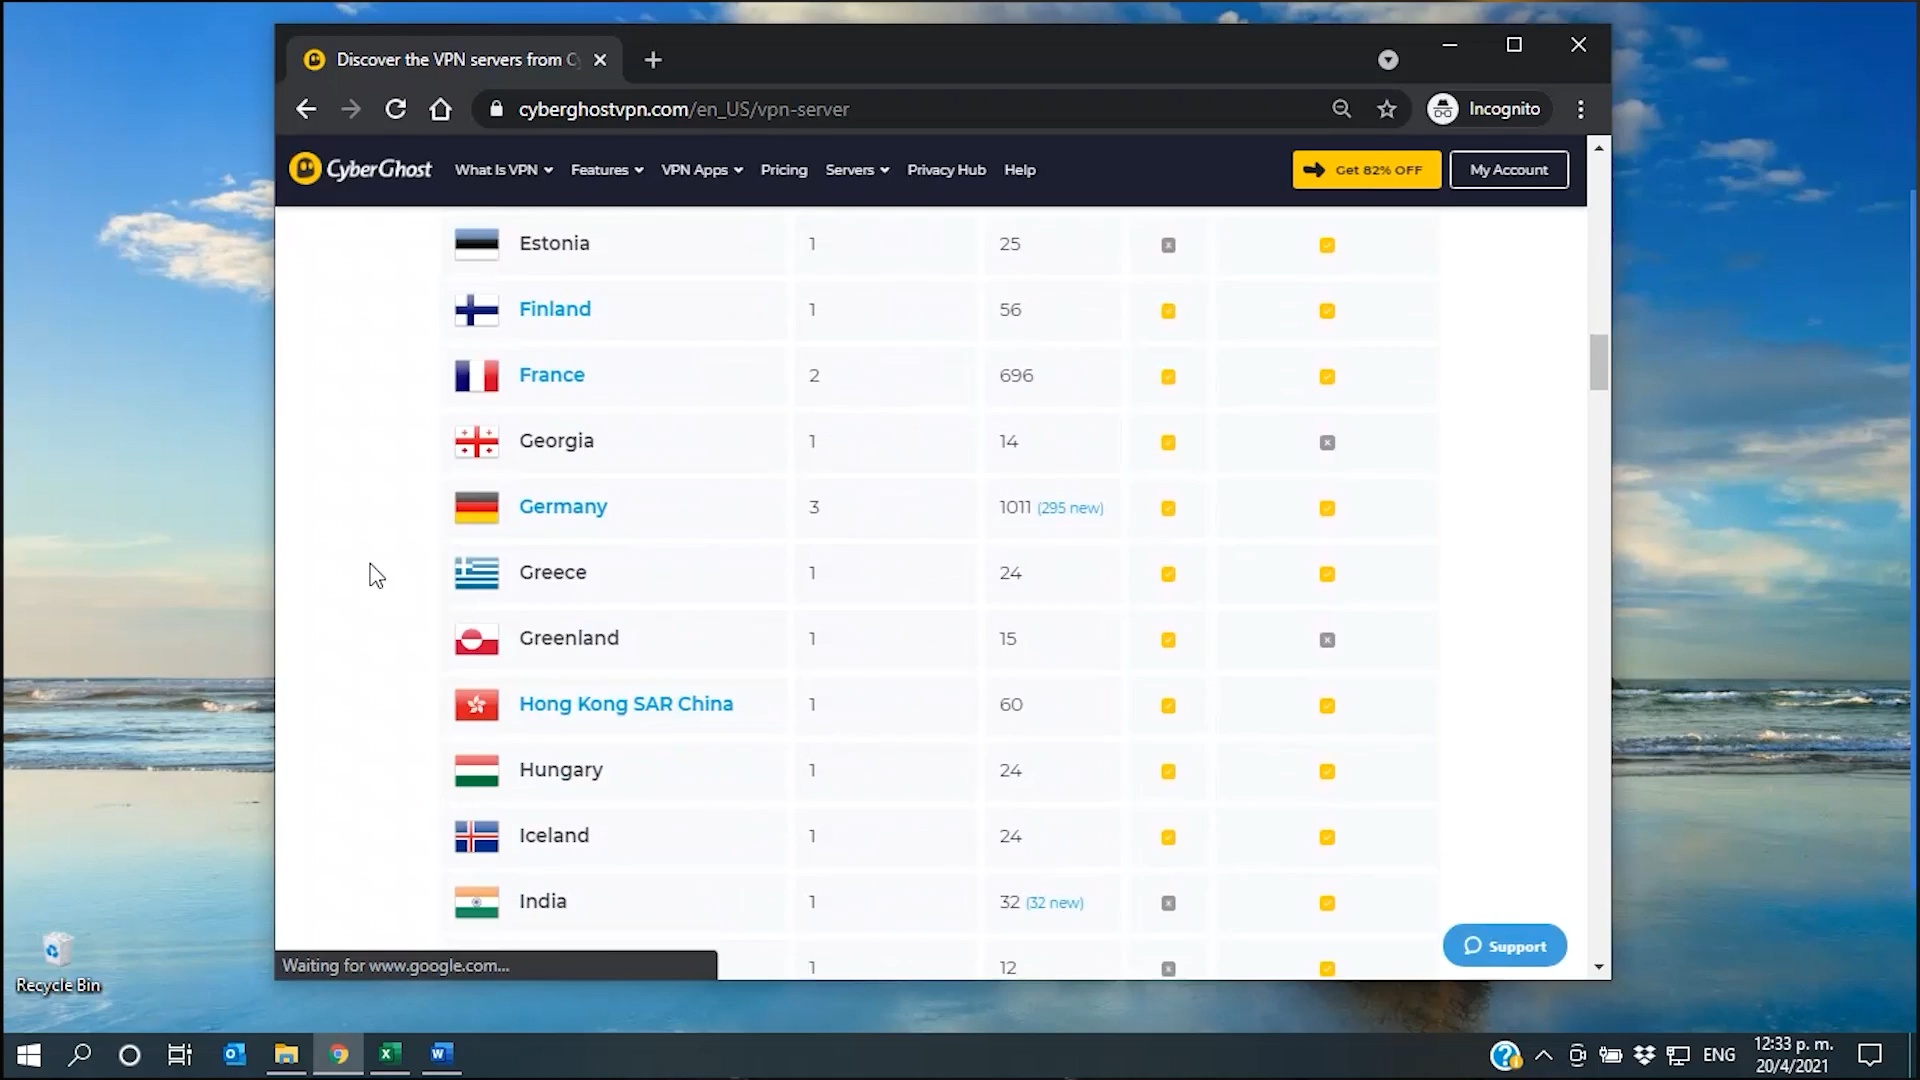 Discover the VPN servers from C
cyberghostvpn.com/en_US/vpn-server
Incognito
CyberGhost
What Is VPN
Features
VPN Apps
Pricing
Servers
Privacy Hub
Help
Get 82% OFF
My Account
Estonia 1 25
Finland 1 56
France 2 696
Georgia 1 14
Germany 3 1011 (295 new)
Greece 1 24
Greenland 1 15
Hong Kong SAR China 1 60
Hungary 1 24
Iceland 1 24
India 1 32 (32 new)
1 12
Support
Waiting for www.google.com...
Recycle Bin
ENG
12:33 p. m.
20/4/2021